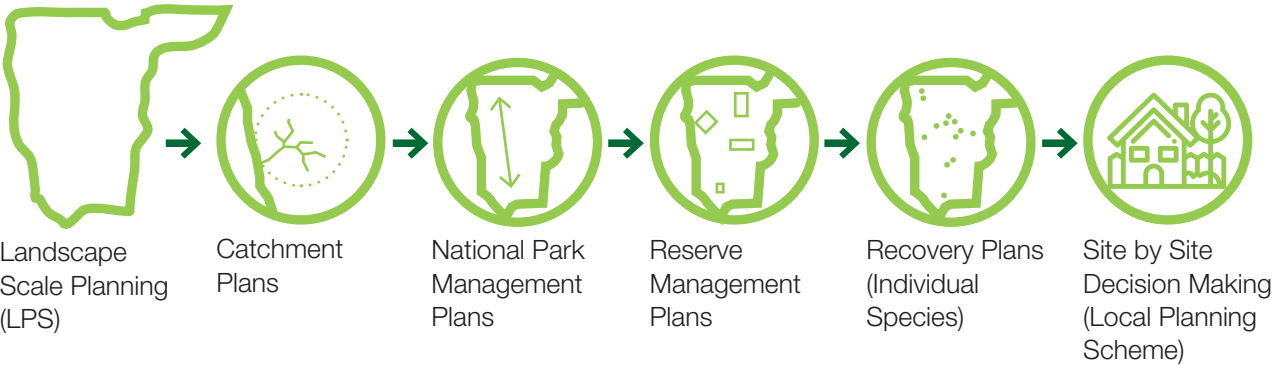 Landscape
Scale Planning
(LPS)
Catchment
Plans
National Park
Management
Plans
Reserve
Management
Plans
Recovery Plans
(Individual
Species)
Site by Site
Decision Making
(Local Planning
Scheme)